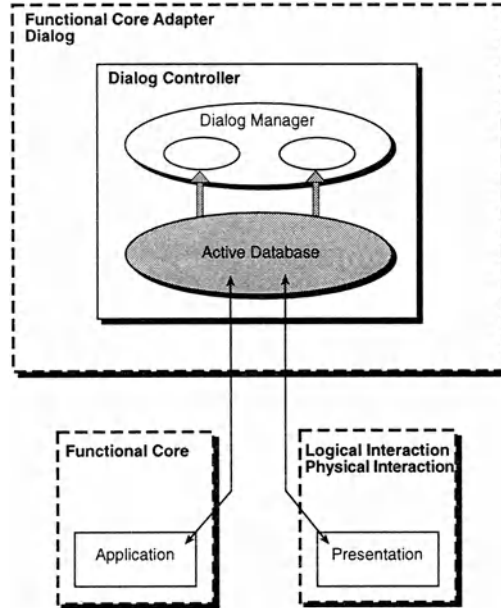 Functional Core Adapter
Dialog
Dialog Controller
Dialog Manager
Active Database
Functional Core
Logical Interaction
Physical Interaction
Application
Presentation